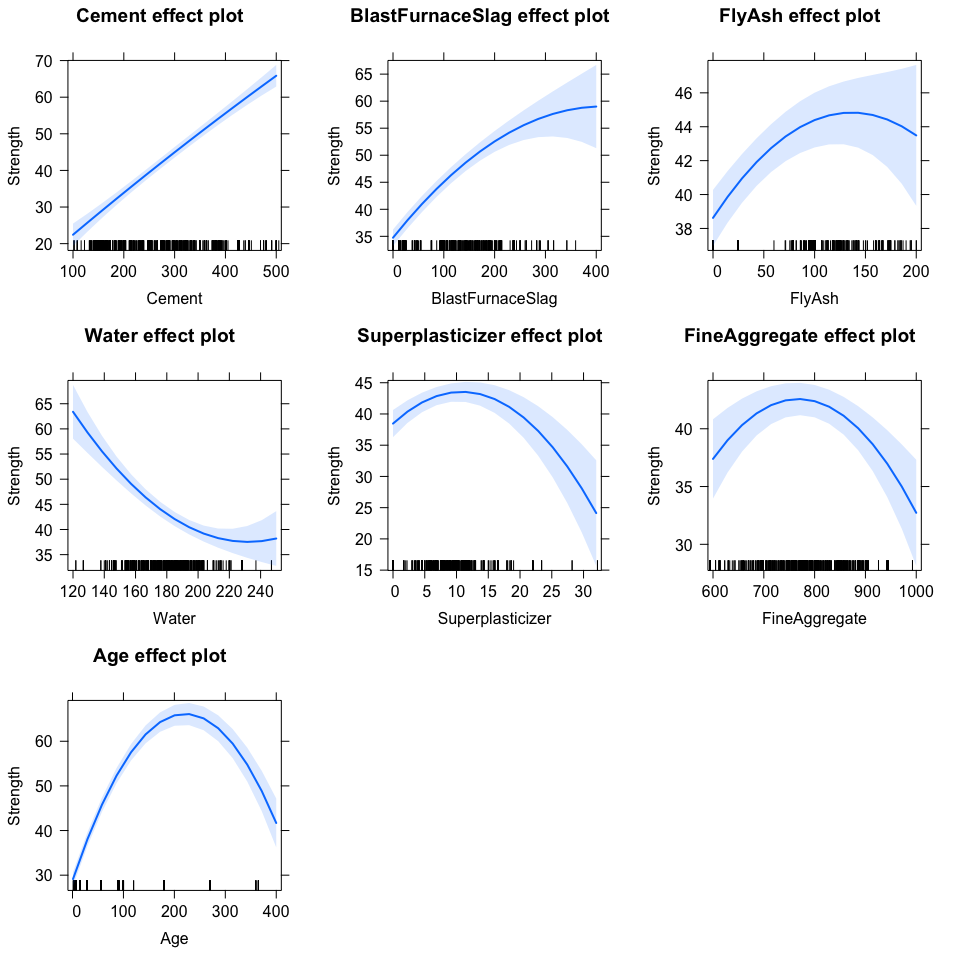 Cement effect plot
Strength
70
60
50
40
30
20
100 200 300 400 500
Cement
BlastFurnaceSlag effect plot
Strength
65
60
55
50
45
40
35
0 100 200 300 400
BlastFurnaceSlag
FlyAsh effect plot
Strength
46
44
42
40
38
0 50 100 150 200
FlyAsh
Water effect plot
Strength
65
60
55
50
45
40
35
120 140 160 180 200 220 240
Water
Superplasticizer effect plot
Strength
45
40
35
30
25
20
15
0 5 10 15 20 25 30
Superplasticizer
FineAggregate effect plot
Strength
40
35
30
600 700 800 900 1000
FineAggregate
Age effect plot
Strength
60
50
40
30
0 100 200 300 400
Age